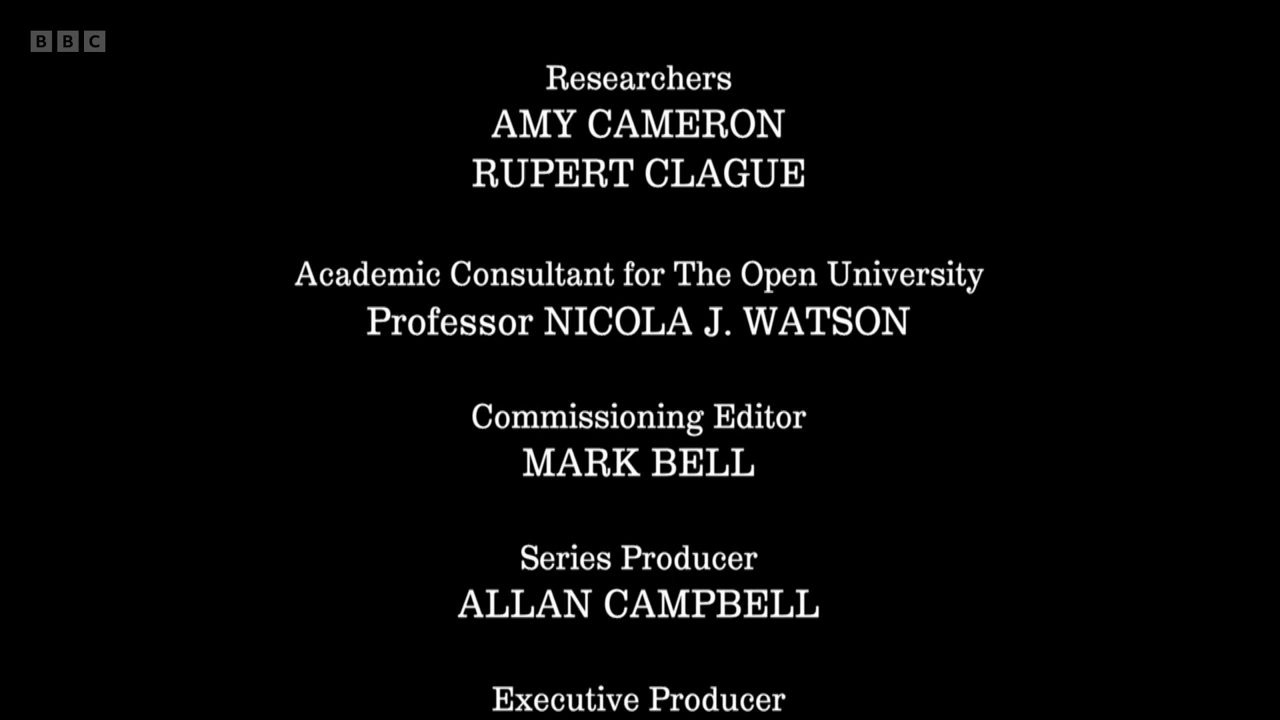 BBC
Researchers
AMY CAMERON
RUPERT CLAGUE
Academic Consultant for The Open University
Professor NICOLA J. WATSON
Commissioning Editor
MARK BELL
Series Producer
ALLAN CAMPBELL
Executive Producer